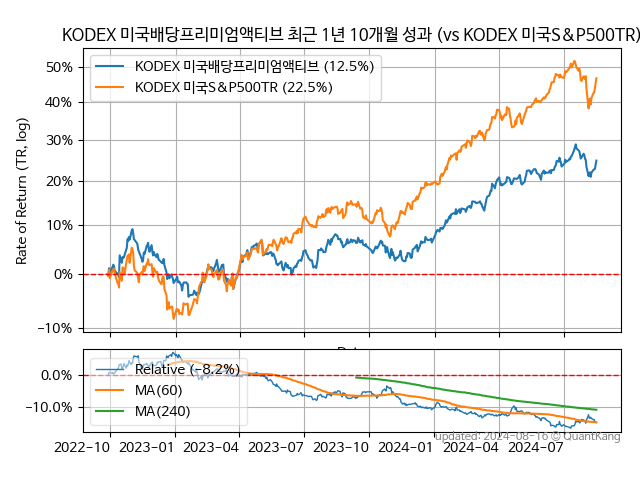 KODEX 미국배당프리미엄액티브 최근 1년 10개월 성과 (vs KODEX 미국S&P500TR)
Rate of Return (TR, log)
50%
40%
30%
20%
10%
0%
−10%
KODEX 미국배당프리미엄액티브 (12.5%)
KODEX 미국S&P500TR (22.5%)
0.0%
−10.0%
Relative (-8.2%)
MA(60)
MA(240)
2022-10 2023-01 2023-04 2023-07 2023-10 2024-01 2024-04 2024-07
updated: 2024-08-16 © QuantKang